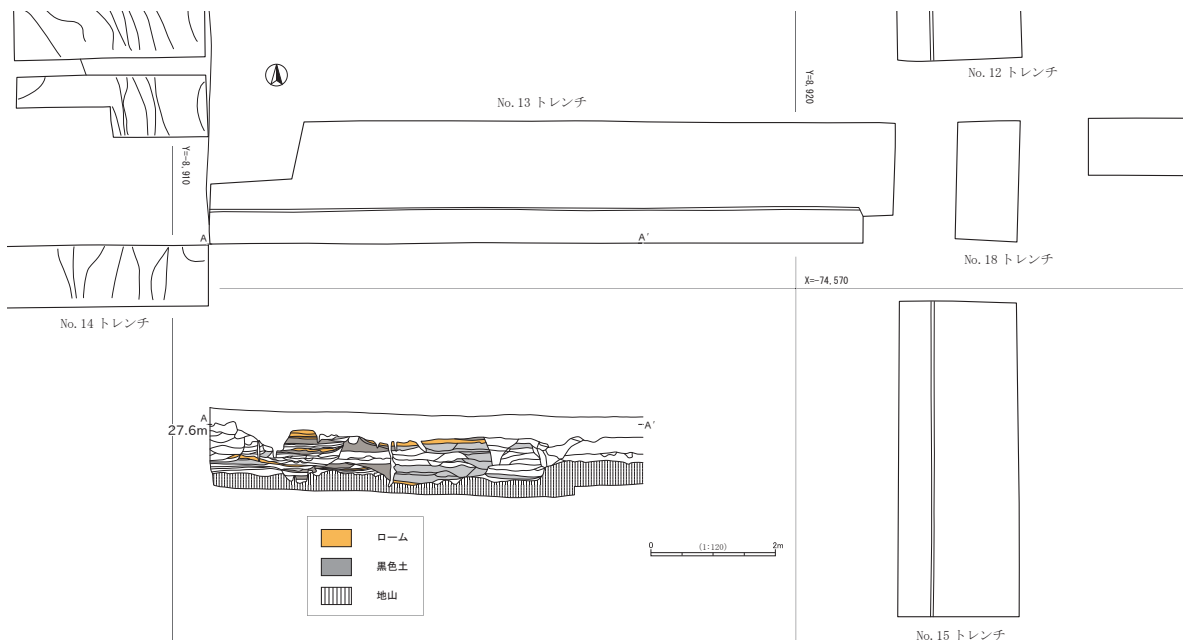 No.12 トレンチ
No.13 トレンチ
Y=8,920
Y=-8,910
A
A′
No.18 トレンチ
X=-74,570
No.14 トレンチ
A
27.6m
A′
ローム
黒色土
地山
0
(1:120)
2m
No.15 トレンチ